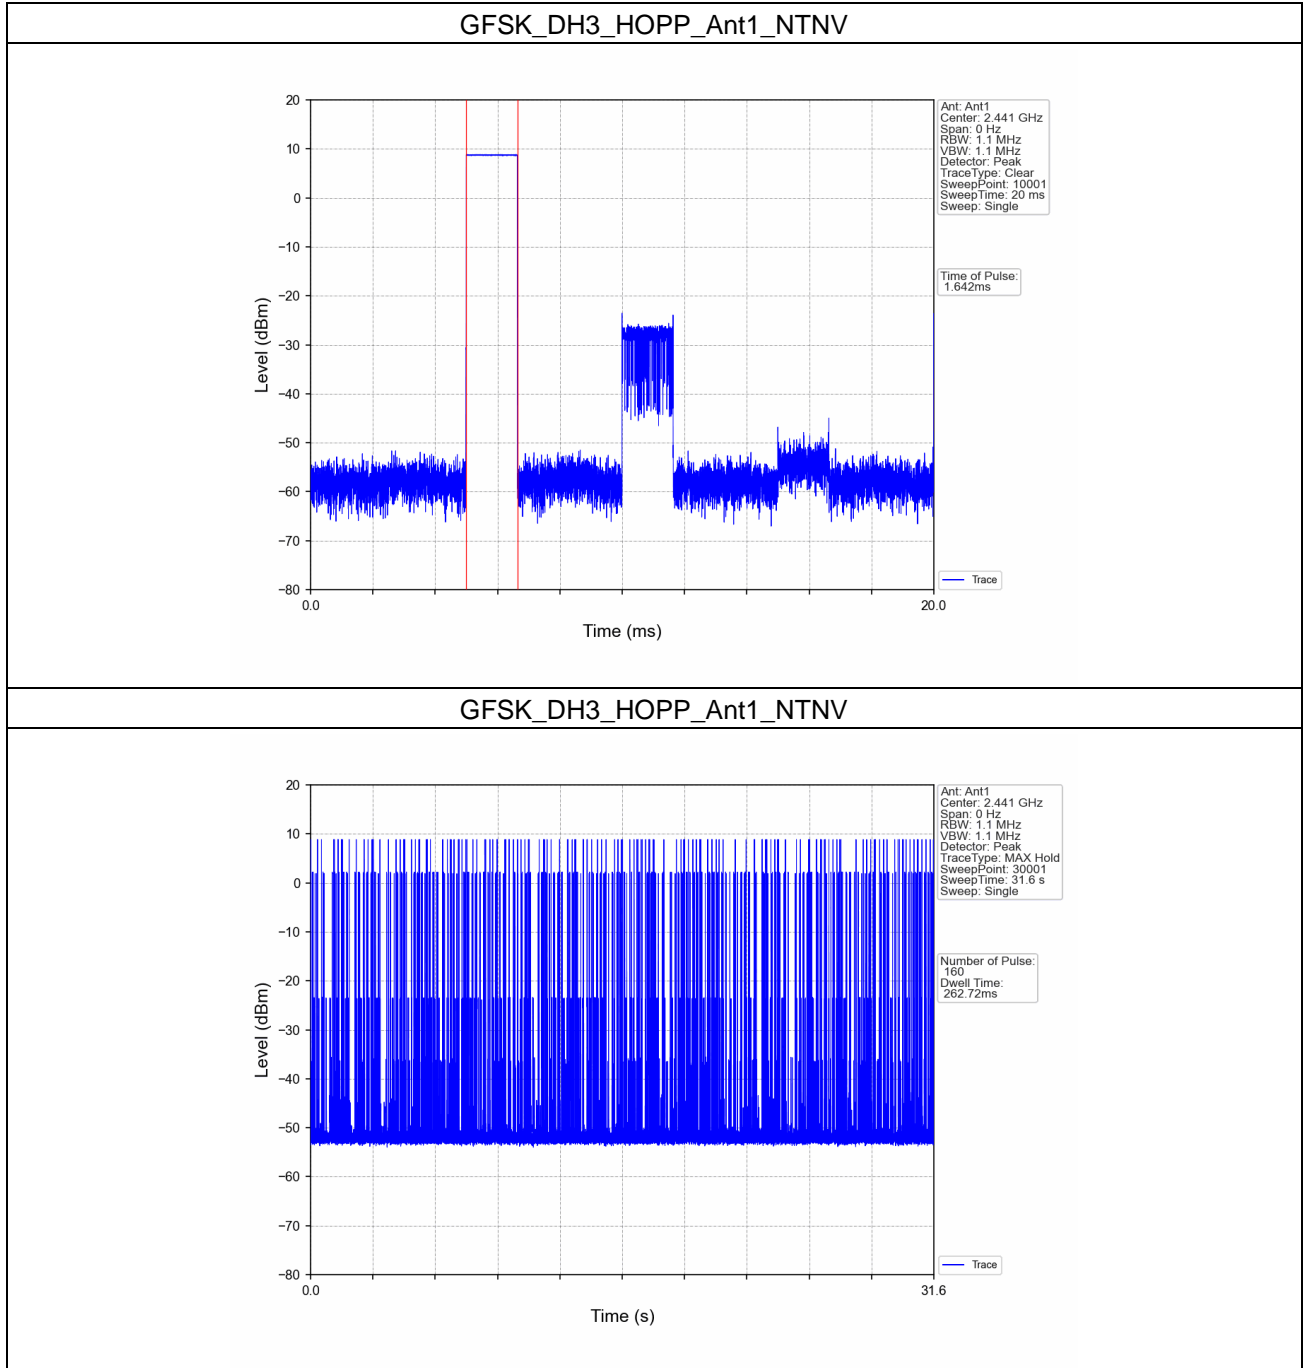 GFSK_DH3_HOPP_Ant1_NTNV
20
10
0
−10
−20
−30
−40
−50
−60
−70
−80
Level (dBm)
0.0
20.0
Time (ms)
Ant: Ant1
Center: 2.441 GHz
Span: 0 Hz
RBW: 1.1 MHz
VBW: 1.1 MHz
Detector: Peak
TraceType: Clear
SweepPoint: 10001
SweepTime: 20 ms
Sweep: Single
Time of Pulse:
1.642ms
Trace
GFSK_DH3_HOPP_Ant1_NTNV
20
10
0
−10
−20
−30
−40
−50
−60
−70
−80
Level (dBm)
0.0
31.6
Time (s)
Ant: Ant1
Center: 2.441 GHz
Span: 0 Hz
RBW: 1.1 MHz
VBW: 1.1 MHz
Detector: Peak
TraceType: MAX Hold
SweepPoint: 30001
SweepTime: 31.6 s
Sweep: Single
Number of Pulse:
160
Dwell Time:
262.72ms
Trace